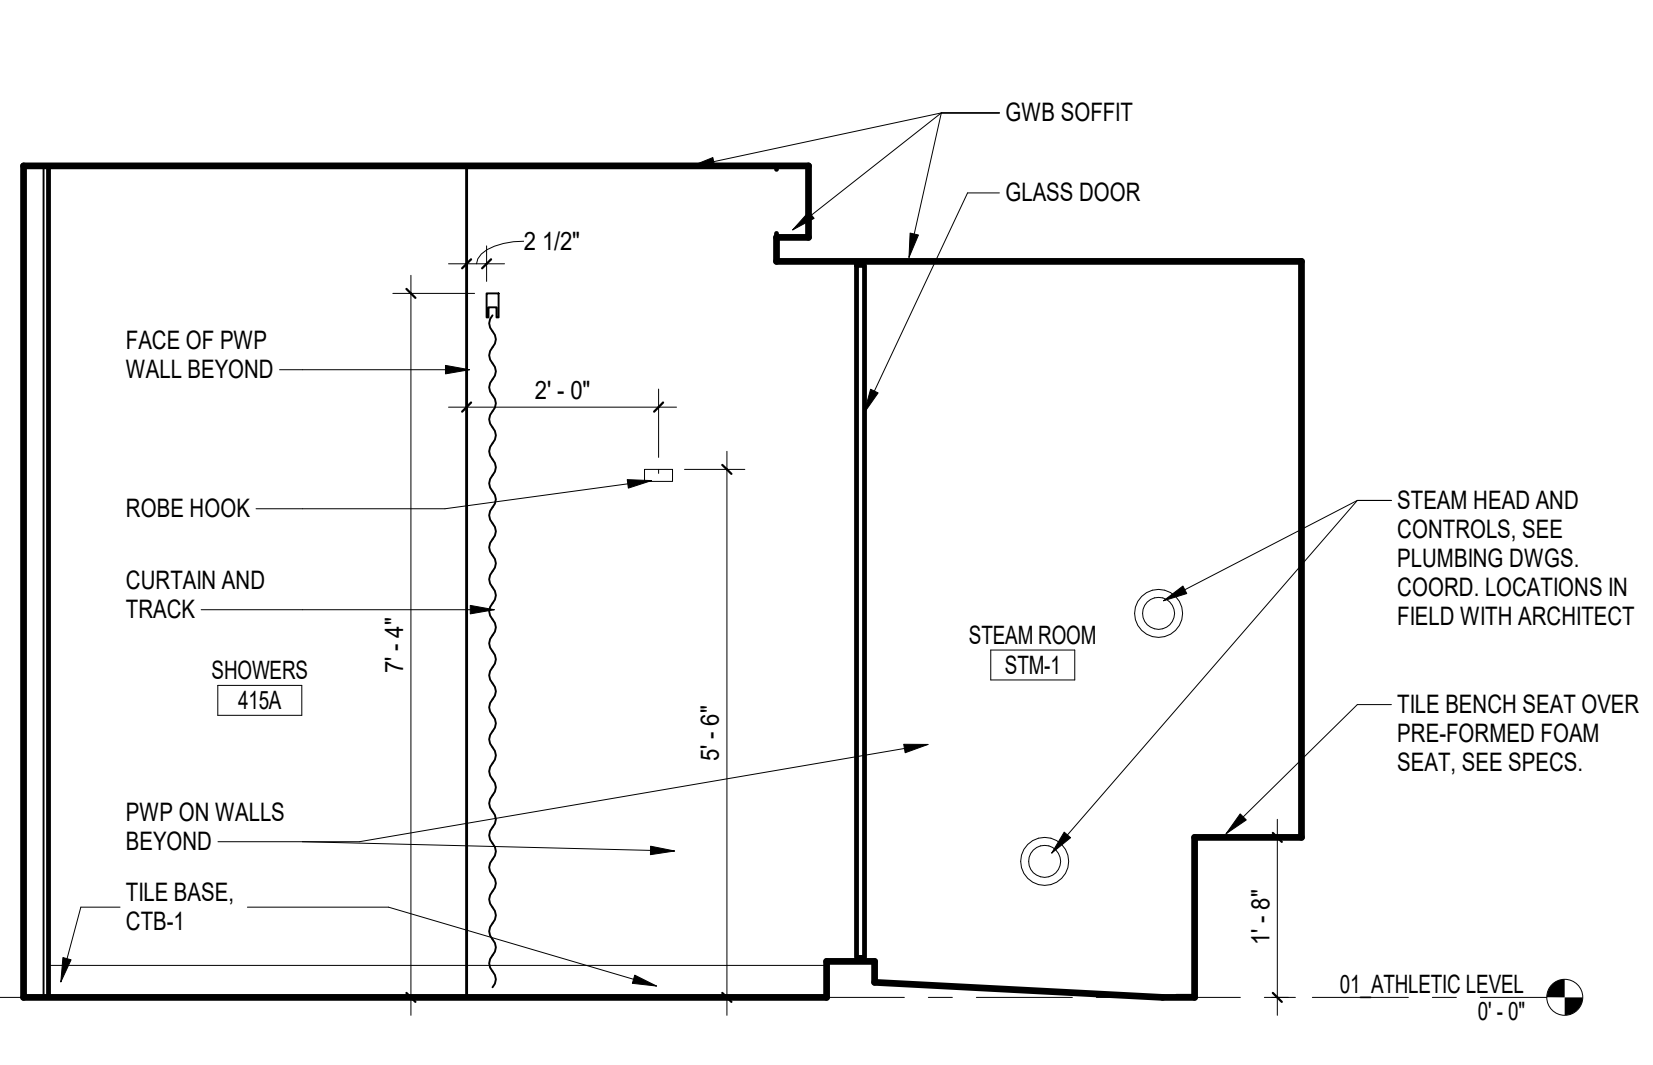 GWB SOFFIT
GLASS DOOR
2 1/2"
FACE OF PWP
WALL BEYOND
2' - 0"
ROBE HOOK
STEAM HEAD AND
CONTROLS, SEE
PLUMBING DWGS.
COORD. LOCATIONS IN
FIELD WITH ARCHITECT
CURTAIN AND
TRACK
7' - 4"
STEAM ROOM
STM-1
SHOWERS
415A
5' - 6"
TILE BENCH SEAT OVER
PRE-FORMED FOAM
SEAT, SEE SPECS.
PWP ON WALLS
BEYOND
TILE BASE,
CTB-1
1' - 8"
01_ATHLETIC LEVEL
0' - 0"